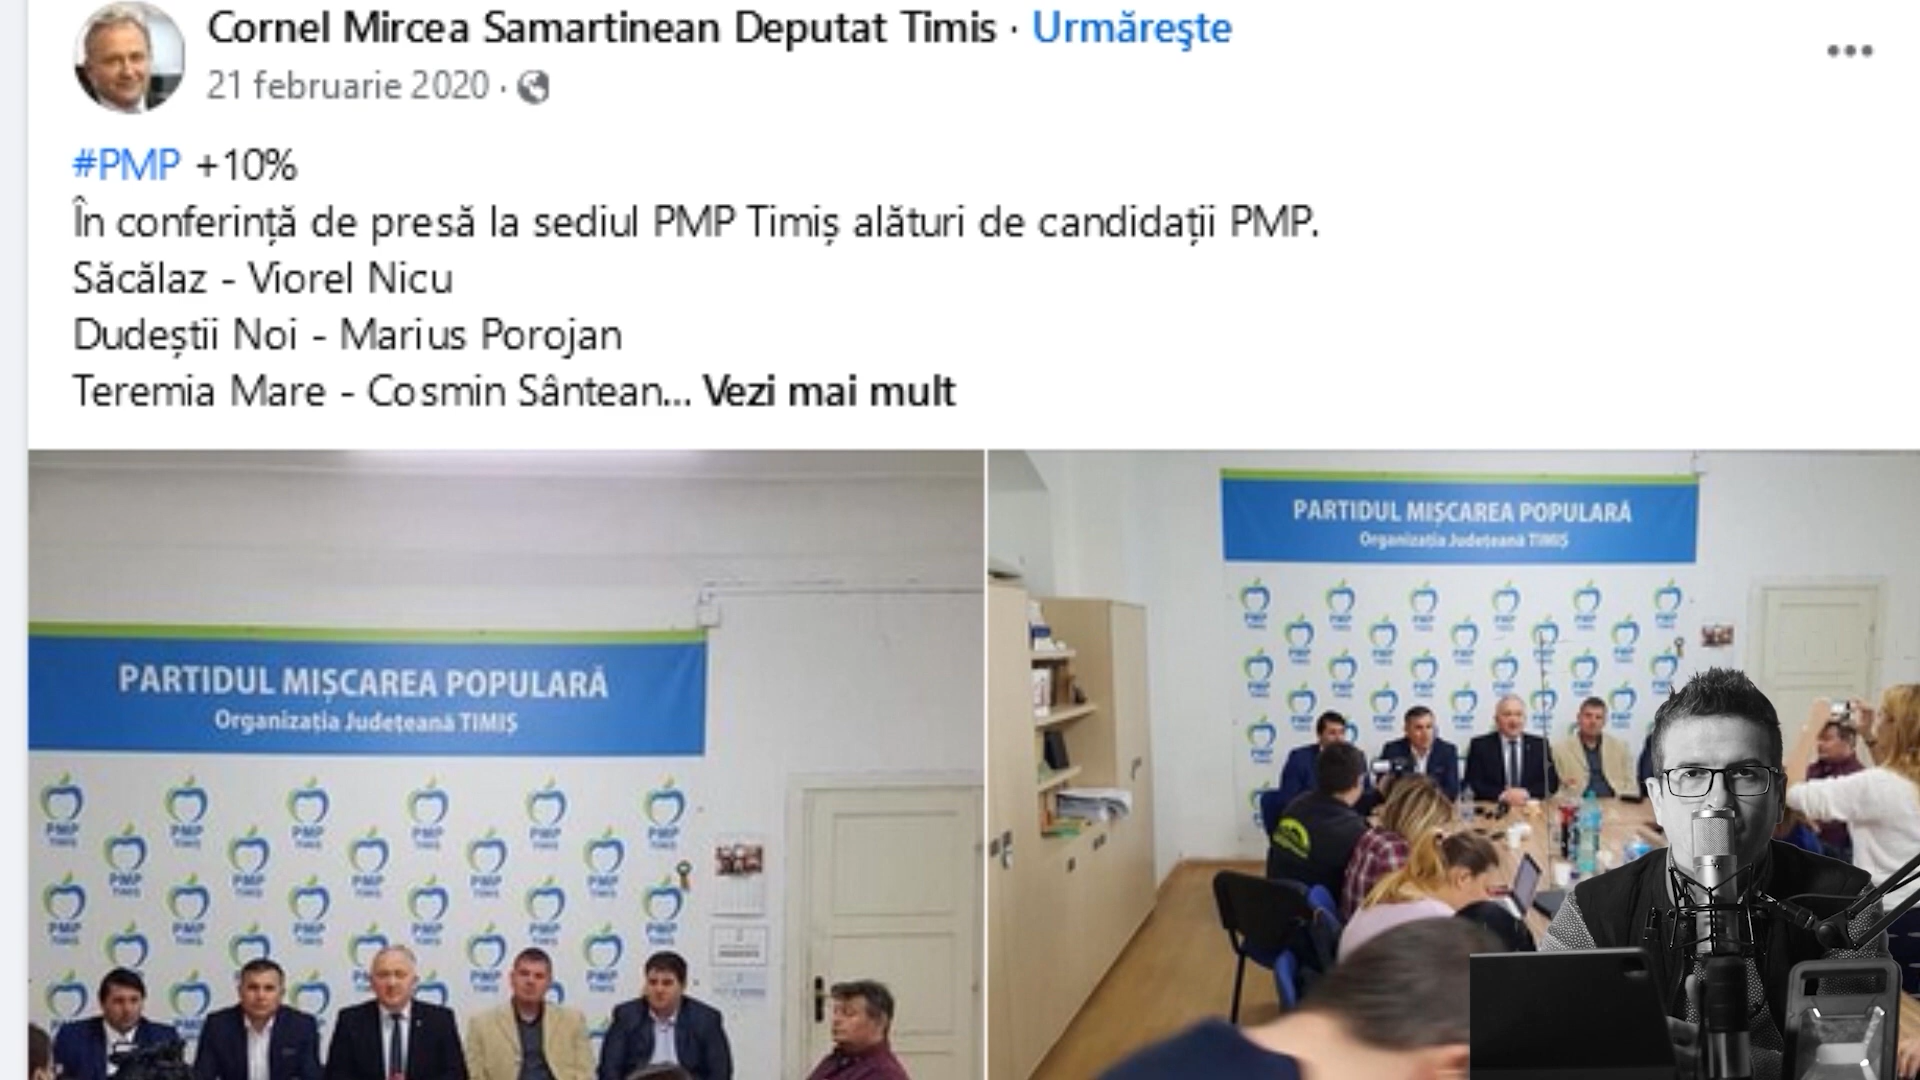 Cornel Mircea Samartinean Deputat Timis · Urmărește
21 februarie 2020 ·
#PMP +10%
În conferință de presă la sediul PMP Timiș alături de candidații PMP.
Săcălaz - Viorel Nicu
Dudeștii Noi - Marius Porojan
Teremia Mare - Cosmin Sântean... Vezi mai mult
PARTIDUL MIȘCAREA POPULARĂ
Organizația Județeană TIMIȘ
PARTIDUL MIȘCAREA POPULARĂ
Organizația Județeană TIMIȘ
PMP
TIMIȘ